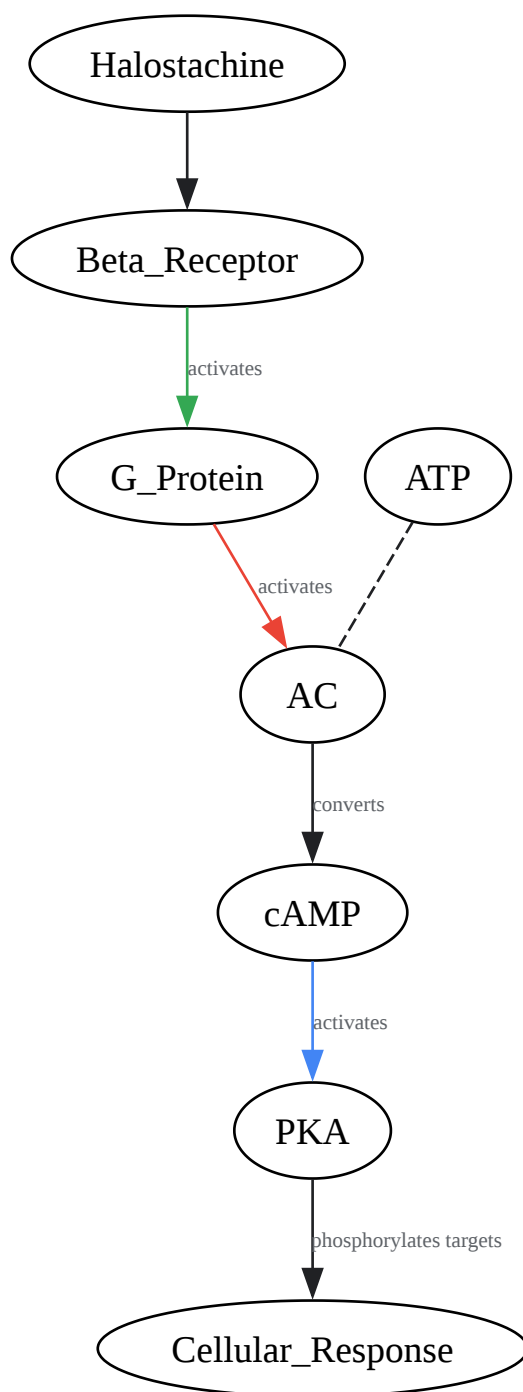 Halostachine
Beta_Receptor
activates
G_Protein
ATP
activates
AC
converts
cAMP
activates
PKA
phosphorylates targets
Cellular_Response